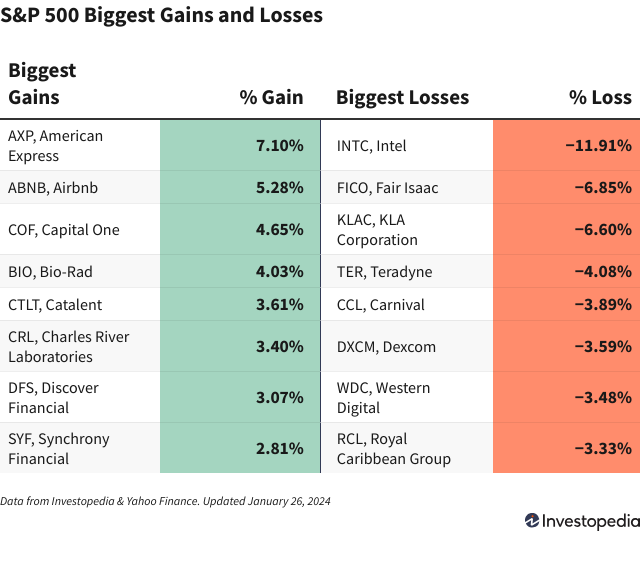 S&P 500 Biggest Gains and Losses
Biggest
Gains
% Gain
Biggest Losses
% Loss
AXP, American
Express
7.10%
INTC, Intel
−11.91%
ABNB, Airbnb
5.28%
FICO, Fair Isaac
−6.85%
COF, Capital One
4.65%
KLAC, KLA
Corporation
−6.60%
BIO, Bio-Rad
4.03%
TER, Teradyne
−4.08%
CTLT, Catalent
3.61%
CCL, Carnival
−3.89%
CRL, Charles River
Laboratories
3.40%
DXCM, Dexcom
−3.59%
DFS, Discover
Financial
3.07%
WDC, Western
Digital
−3.48%
SYF, Synchrony
Financial
2.81%
RCL, Royal
Caribbean Group
−3.33%
Data from Investopedia & Yahoo Finance. Updated January 26, 2024
Investopedia